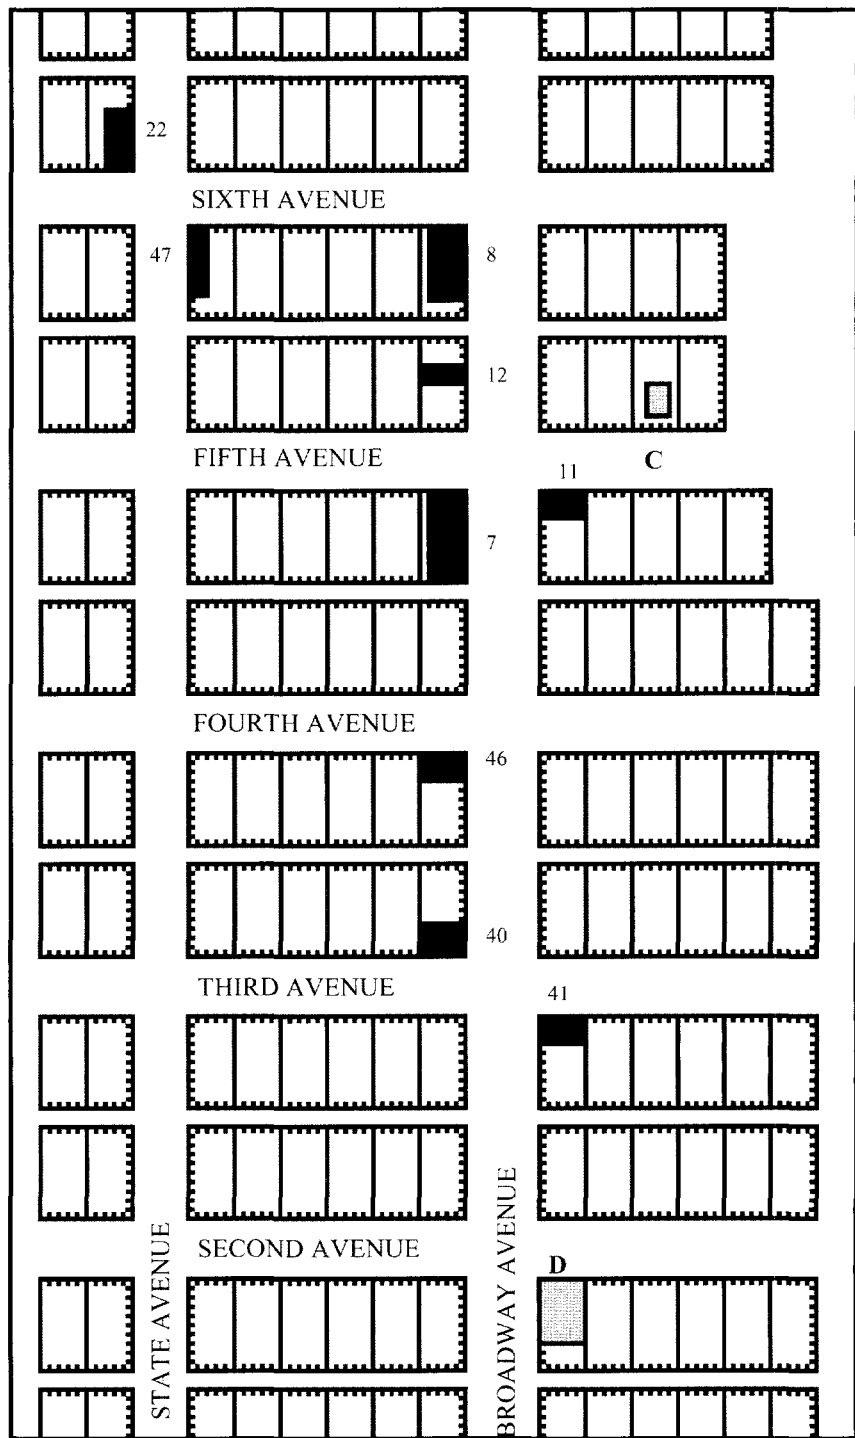 22
SIXTH AVENUE
47
8
12
FIFTH AVENUE
C
11
7
FOURTH AVENUE
46
40
THIRD AVENUE
41
STATE AVENUE
SECOND AVENUE
BROADWAY AVENUE
D